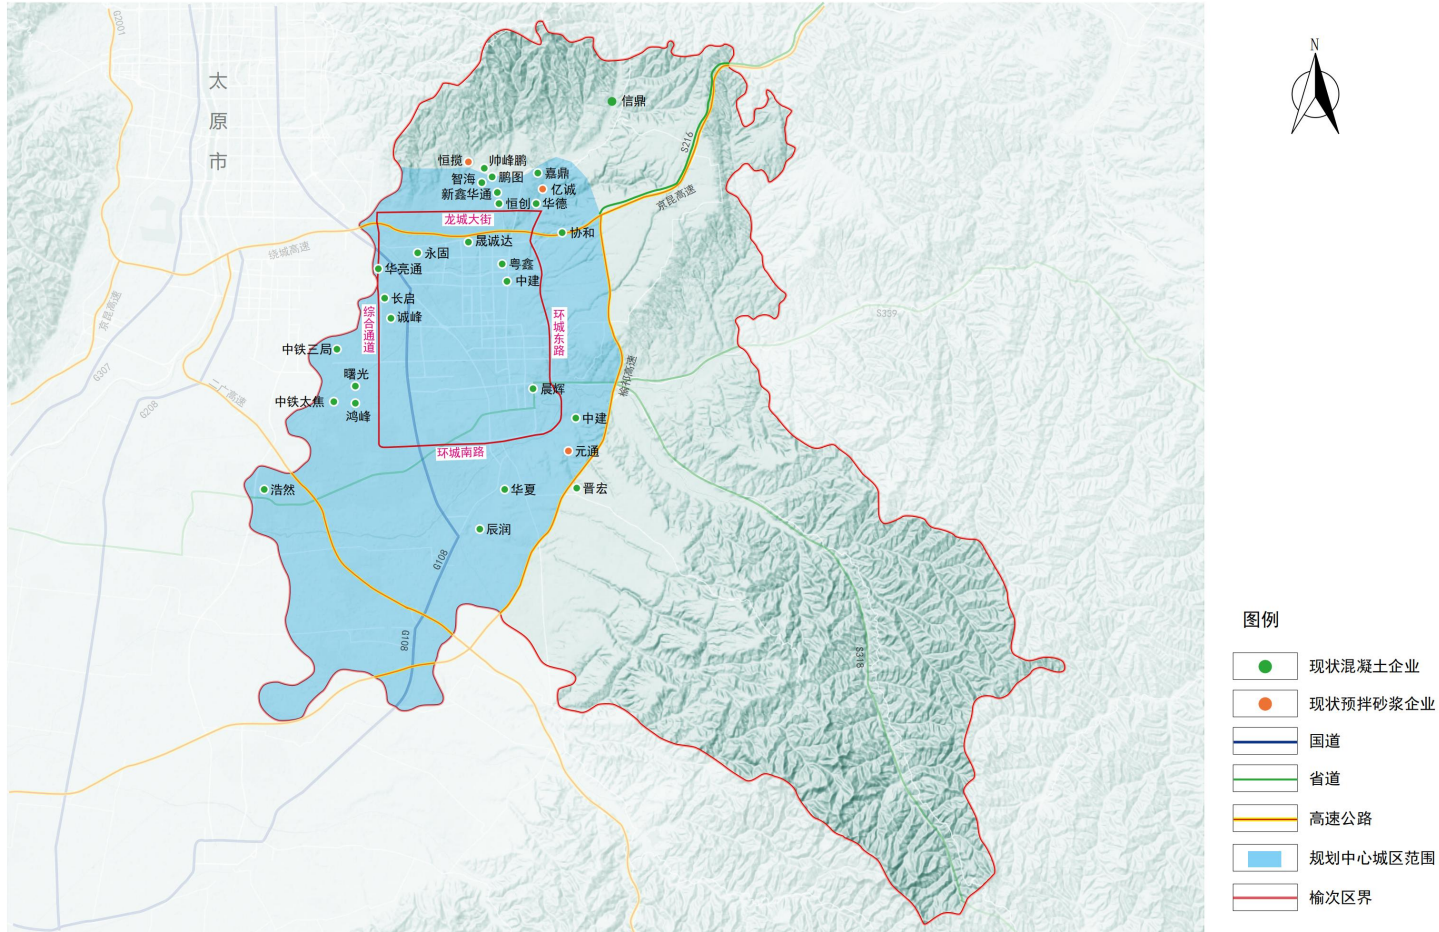 G2001
N
太原市
信鼎
S216
恒揽
帅峰鹏
嘉鼎
智海
鹏图
亿诚
新鑫华通
恒创
华德
京昆高速
龙城大街
协和
晟诚达
永固
绕城高速
粤鑫
华亮通
中建
长启
京昆高速
诚峰
综合通道
环城东路
S339
中铁三局
G307
曙光
榆祁高速
二广高速
晨辉
中铁太焦
G208
鸿峰
中建
环城南路
元通
浩然
华夏
晋宏
辰润
G108
G108
S318
图例
现状混凝土企业
现状预拌砂浆企业
国道
省道
高速公路
规划中心城区范围
榆次区界